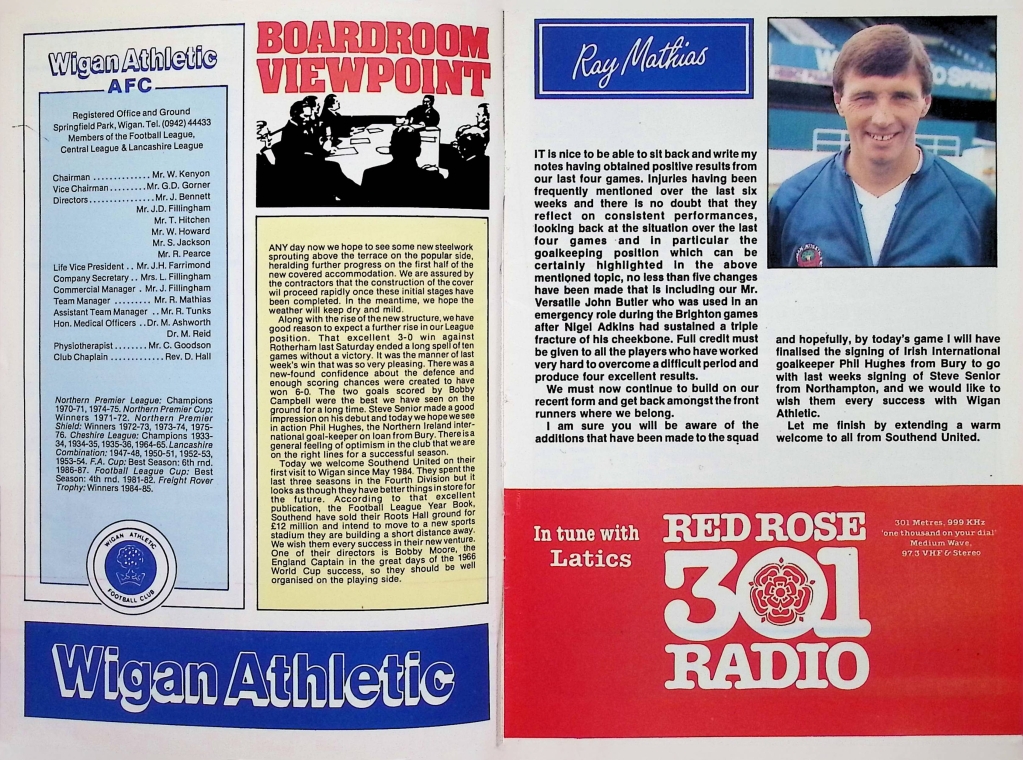 Wigan Athletic
AFC
Registered Office and Ground
Springfield Park, Wigan. Tel. (0942) 44433
Members of the Football League,
Central League & Lancashire League
Chairman ............. Mr. W. Kenyon
Vice Chairman ......... Mr. G.D. Gorner
Directors ............... Mr. J. Bennett
Mr. J.D. Fillingham
Mr. T. Hitchen
Mr. W. Howard
Mr. S. Jackson
Mr. R. Pearce
Life Vice President .. Mr. J.H. Farrimond
Company Secretary .. Mrs. L. Fillingham
Commercial Manager . Mr. J. Fillingham
Team Manager ......... Mr. R. Mathias
Assistant Team Manager .. Mr. R. Tunks
Hon. Medical Officers .. Dr. M. Ashworth
Dr. M. Reid
Physiotherapist ....... Mr. C. Goodson
Club Chaplain ............ Rev. D. Hall
Northern Premier League: Champions
1970-71, 1974-75. Northern Premier Cup:
Winners 1971-72. Northern Premier
Shield: Winners 1972-73, 1973-74, 1975-
76. Cheshire League: Champions 1933-
34, 1934-35, 1935-36, 1964-65. Lancashire
Combination: 1947-48, 1950-51, 1952-53,
1953-54. F.A. Cup: Best Season: 6th rnd.
1986-87. Football League Cup: Best
Season: 4th rnd. 1981-82. Freight Rover
Trophy: Winners 1984-85.
WIGAN ATHLETIC
FOOTBALL CLUB
BOARDROOM
VIEWPOINT
ANY day now we hope to see some new steelwork
sprouting above the terrace on the popular side,
heralding further progress on the first half of the
new covered accommodation. We are assured by
the contractors that the construction of the cover
wil proceed rapidly once these initial stages have
been completed. In the meantime, we hope the
weather will keep dry and mild.
Along with the rise of the new structure, we have
good reason to expect a further rise in our League
position. That excellent 3-0 win against
Rotherham last Saturday ended a long spell of ten
games without a victory. It was the manner of last
week's win that was so very pleasing. There was a
new-found confidence about the defence and
enough scoring chances were created to have
won 6-0. The two goals scored by Bobby
Campbell were the best we have seen on the
ground for a long time. Steve Senior made a good
impression on his debut and today we hope we see
in action Phil Hughes, the Northern Ireland inter-
national goal-keeper on loan from Bury. There is a
general feeling of optimism in the club that we are
on the right lines for a successful season.
Today we welcome Southend United on their
first visit to Wigan since May 1984. They spent the
last three seasons in the Fourth Division but it
looks as though they have better things in store for
the future. According to that excellent
publication, the Football League Year Book,
Southend have sold their Roots Hall ground for
£12 million and intend to move to a new sports
stadium they are building a short distance away.
We wish them every success in their new venture.
One of their directors is Bobby Moore, the
England Captain in the great days of the 1966
World Cup success, so they should be well
organised on the playing side.
Wigan Athletic
Ray Mathias
IT is nice to be able to sit back and write my
notes having obtained positive results from
our last four games. Injuries having been
frequently mentioned over the last six
weeks and there is no doubt that they
reflect on consistent performances,
looking back at the situation over the last
four games and in particular the
goalkeeping position which can be
certainly highlighted in the above
mentioned topic, no less than five changes
have been made that is including our Mr.
Versatile John Butler who was used in an
emergency role during the Brighton games
after Nigel Adkins had sustained a triple
fracture of his cheekbone. Full credit must
be given to all the players who have worked
very hard to overcome a difficult period and
produce four excellent results.
We must now continue to build on our
recent form and get back amongst the front
runners where we belong.
I am sure you will be aware of the
additions that have been made to the squad
and hopefully, by today's game I will have
finalised the signing of Irish International
goalkeeper Phil Hughes from Bury to go
with last weeks signing of Steve Senior
from Northampton, and we would like to
wish them every success with Wigan
Athletic.
Let me finish by extending a warm
welcome to all from Southend United.
In tune with
Latics
RED ROSE
301
RADIO
301 Metres, 999 KHz
'one thousand on your dial'
Medium Wave,
97.3 VHF & Stereo